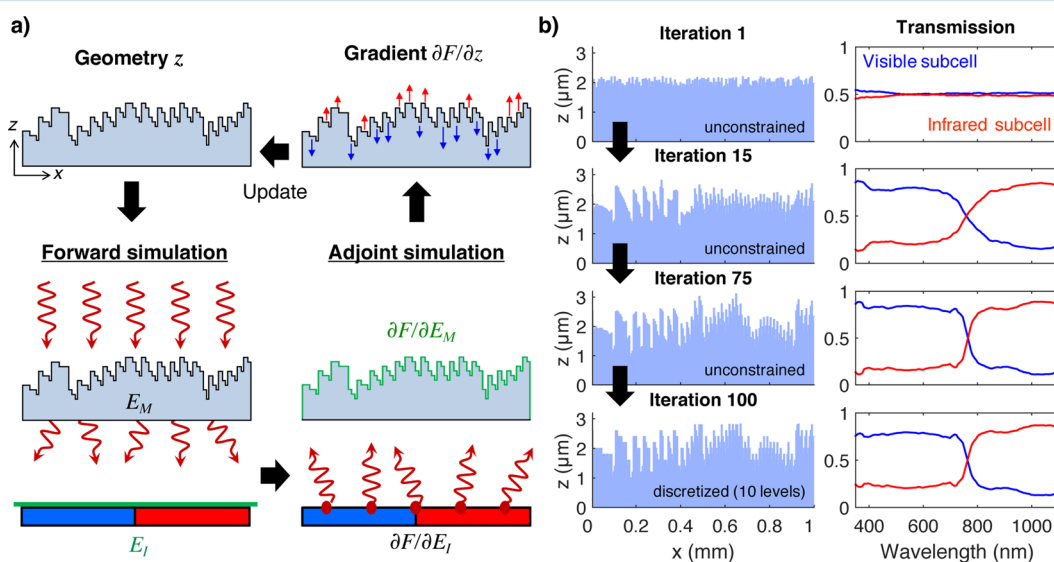 a)
Geometry z
z
x
Gradient ∂F/∂z
Update
Forward simulation
E_M
E_I
Adjoint simulation
∂F/∂E_M
∂F/∂E_I
b)
Iteration 1
Transmission
z (μm)
3
2
1
0
unconstrained
1
0.5
0
Visible subcell
Infrared subcell
Iteration 15
z (μm)
3
2
1
0
unconstrained
1
0.5
0
Iteration 75
z (μm)
3
2
1
0
unconstrained
1
0.5
0
Iteration 100
z (μm)
3
2
1
0
discretized (10 levels)
0 0.2 0.4 0.6 0.8 1
x (mm)
1
0.5
0
400 600 800 1000
Wavelength (nm)